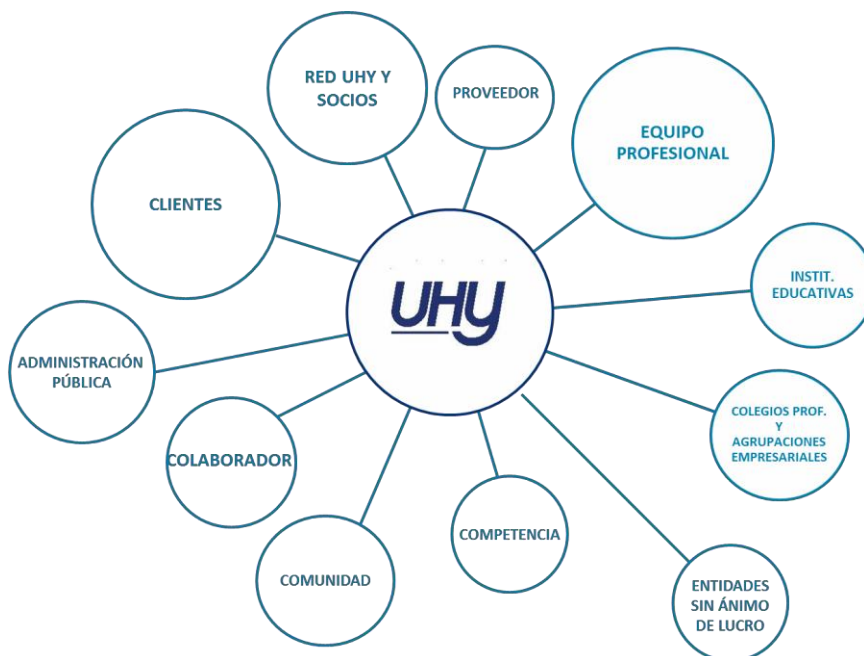 RED UHY Y
SOCIOS
PROVEEDOR
EQUIPO
PROFESIONAL
CLIENTES
INSTIT.
EDUCATIVAS
UHY
ADMINISTRACIÓN
PÚBLICA
COLEGIOS PROF.
Y
AGRUPACIONES
EMPRESARIALES
COLABORADOR
COMPETENCIA
COMUNIDAD
ENTIDADES
SIN ÁNIMO
DE LUCRO